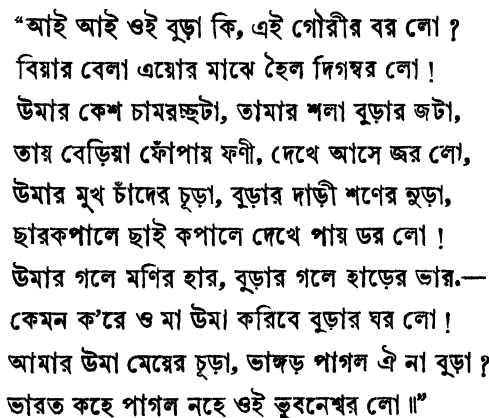 “আই আই ওই বুড়া কি, এই গৌরীর বর লো ?
বিয়ার বেলা এয়োর মাঝে হৈল দিগম্বর লো !
উমার কেশ চামরচ্ছটা, তামার শলা বুড়ার জটা,
তায় বেড়িয়া ফোঁপায় ফণী, দেখে আসে জ্বর লো,
উমার মুখ চাঁদের চূড়া, বুড়ার দাড়ী শণের নুড়া,
ছারকপালে ছাই কপালে দেখে পায় ডর লো !
উমার গলে মণির হার, বুড়ার গলে হাড়ের ভার.—
কেমন ক'রে ও মা উমা করিবে বুড়ার ঘর লো !
আমার উমা মেয়ের চূড়া, ভাঙ্গড় পাগল ঐ না বুড়া ?
ভারত কহে পাগল নহে ওই ভুবনেশ্বর লো ॥”